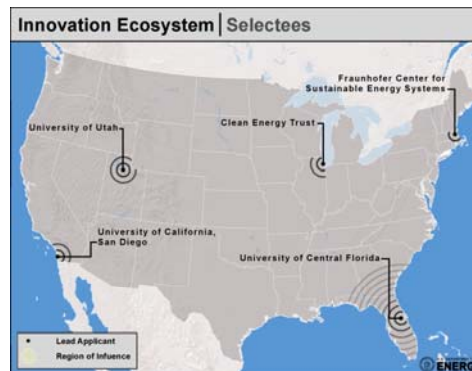 Innovation Ecosystem | Selectees
Fraunhofer Center for
Sustainable Energy Systems
University of Utah
Clean Energy Trust
University of California,
San Diego
University of Central Florida
Lead Applicant
Region of Infuence
ENERGY